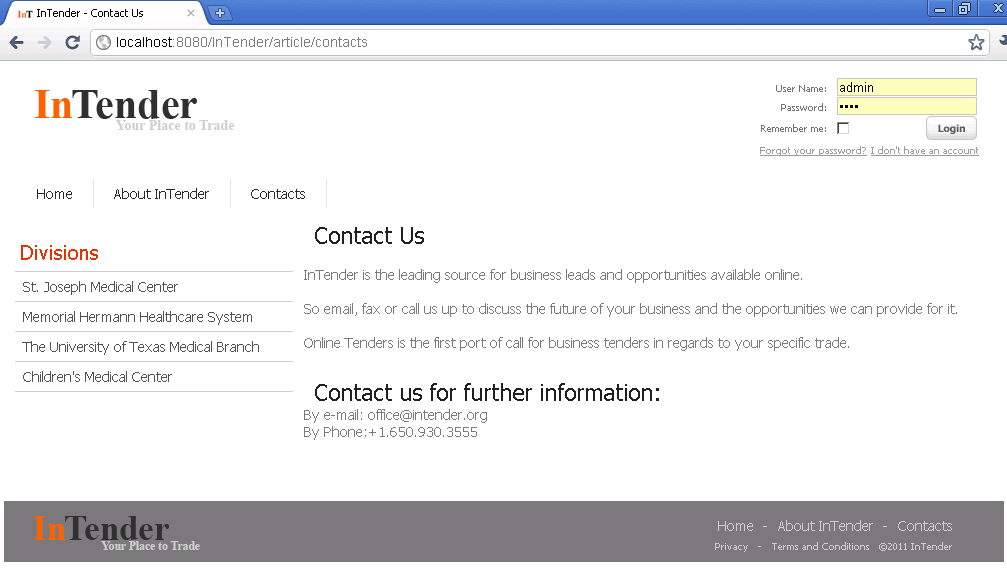 InT InTender - Contact Us
localhost:8080/InTender/article/contacts
InTender
Your Place to Trade
User Name: admin
Password: ••••
Remember me:
Login
Forgot your password? I don't have an account
Home About InTender Contacts
Divisions
St. Joseph Medical Center
Memorial Hermann Healthcare System
The University of Texas Medical Branch
Children's Medical Center
Contact Us
InTender is the leading source for business leads and opportunities available online.
So email, fax or call us up to discuss the future of your business and the opportunities we can provide for it.
Online Tenders is the first port of call for business tenders in regards to your specific trade.
Contact us for further information:
By e-mail: office@intender.org
By Phone:+1.650.930.3555
InTender
Your Place to Trade
Home - About InTender - Contacts
Privacy - Terms and Conditions ©2011 InTender